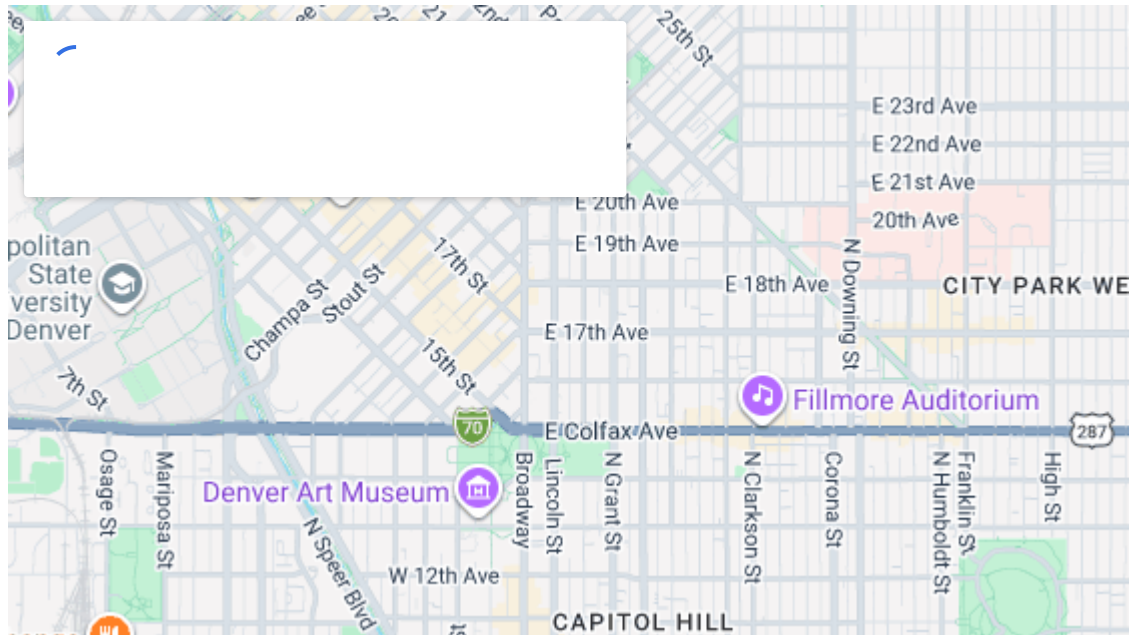 21
2nd
25th St
E 23rd Ave
E 22nd Ave
E 21st Ave
E 20th Ave
20th Ave
E 19th Ave
politan
State
versity
Denver
17th St
Stout St
Champa St
N Downing St
E 18th Ave
CITY PARK WE
E 17th Ave
15th St
7th St
Fillmore Auditorium
70
E Colfax Ave
287
Osage St
Mariposa St
Denver Art Museum
Broadway
Lincoln St
N Grant St
N Clarkson St
Corona St
N Humboldt St
Franklin St
High St
N Speer Blvd
W 12th Ave
CAPITOL HILL